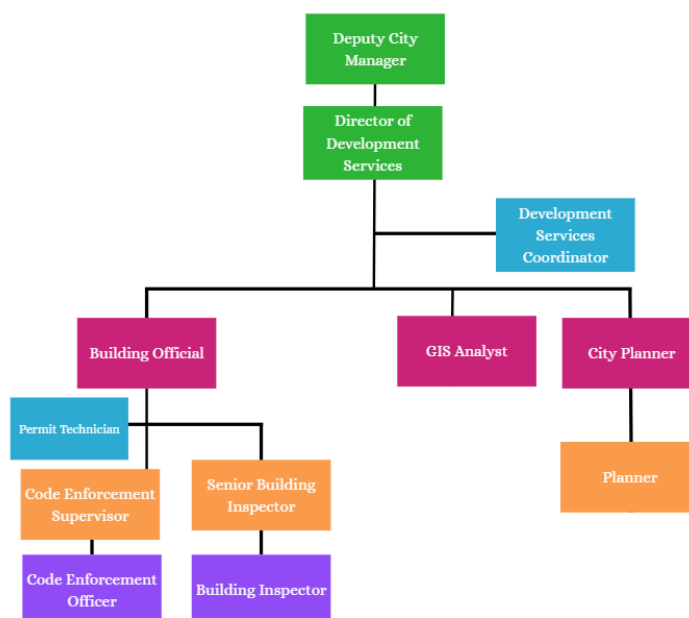 Deputy City
Manager
Director of
Development
Services
Development
Services
Coordinator
Building Official
GIS Analyst
City Planner
Permit Technician
Code Enforcement
Supervisor
Senior Building
Inspector
Planner
Code Enforcement
Officer
Building Inspector